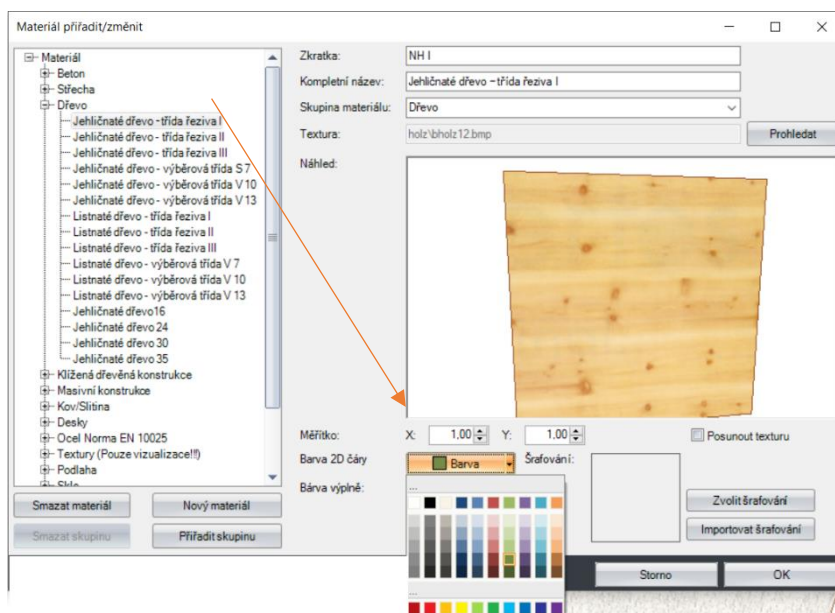 Materiál přiřadit/změnit
Materiál
Beton
Střecha
Dřevo
Jehličnaté dřevo -třída řeziva I
Jehličnaté dřevo - třída řeziva II
Jehličnaté dřevo - třída řeziva III
Jehličnaté dřevo - výběrová třída S 7
Jehličnaté dřevo - výběrová třída V 10
Jehličnaté dřevo - výběrová třída V 13
Listnaté dřevo - třída řeziva I
Listnaté dřevo - třída řeziva II
Listnaté dřevo - třída řeziva III
Listnaté dřevo - výběrová třída V 7
Listnaté dřevo - výběrová třída V 10
Listnaté dřevo - výběrová třída V 13
Jehličnaté dřevo16
Jehličnaté dřevo 24
Jehličnaté dřevo 30
Jehličnaté dřevo 35
Klížená dřevěná konstrukce
Masivní konstrukce
Kov/Slitina
Desky
Ocel Norma EN 10025
Textury (Pouze vizualizace!!!)
Podlaha
Sklo
Smazat materiál
Nový materiál
Smazat skupinu
Přiřadit skupinu
Zkratka:
NH I
Kompletní název:
Jehličnaté dřevo -třída řeziva I
Skupina materiálu:
Dřevo
Textura:
holz\bholz12.bmp
Prohledat
Náhled:
Měřítko:
X: 1,00 Y: 1,00
Posunout texturu
Barva 2D čáry
Barva
Šrafování:
Bárva výplně:
...
...
Zvolit šrafování
Importovat šrafování
Storno
OK